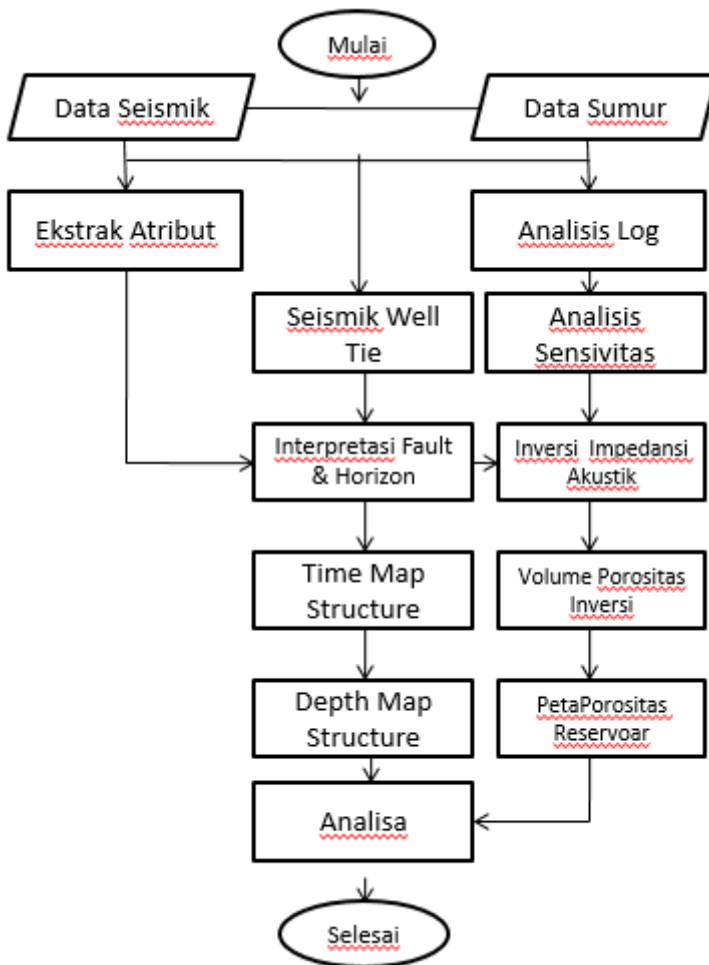 Mulai
Data Seismik
Data Sumur
Ekstrak Atribut
Analisis Log
Seismik Well
Tie
Analisis
Sensivitas
Interpretasi Fault
& Horizon
Inversi Impedansi
Akustik
Time Map
Structure
Volume Porositas
Inversi
Depth Map
Structure
PetaPorositas
Reservoar
Analisa
Selesai